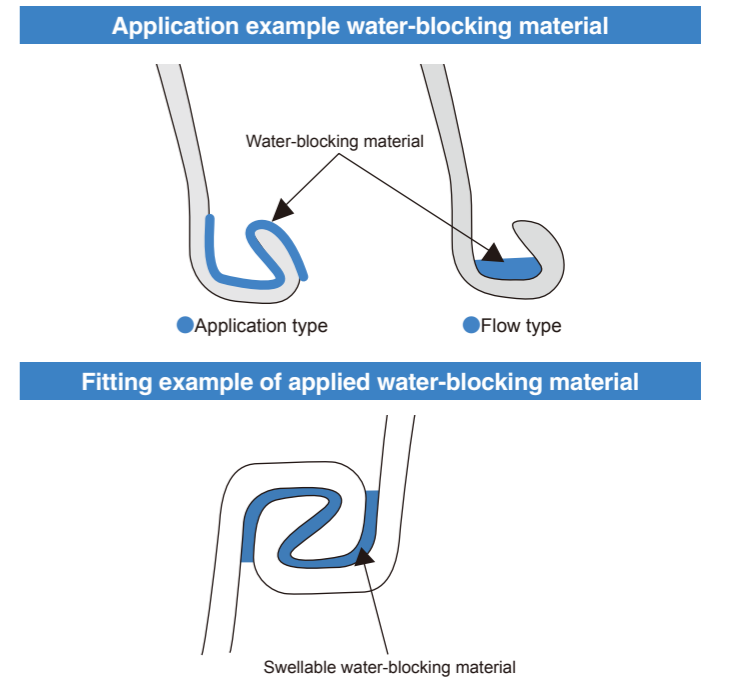 Application example water-blocking material
Water-blocking material
Application type
Flow type
Fitting example of applied water-blocking material
Swellable water-blocking material